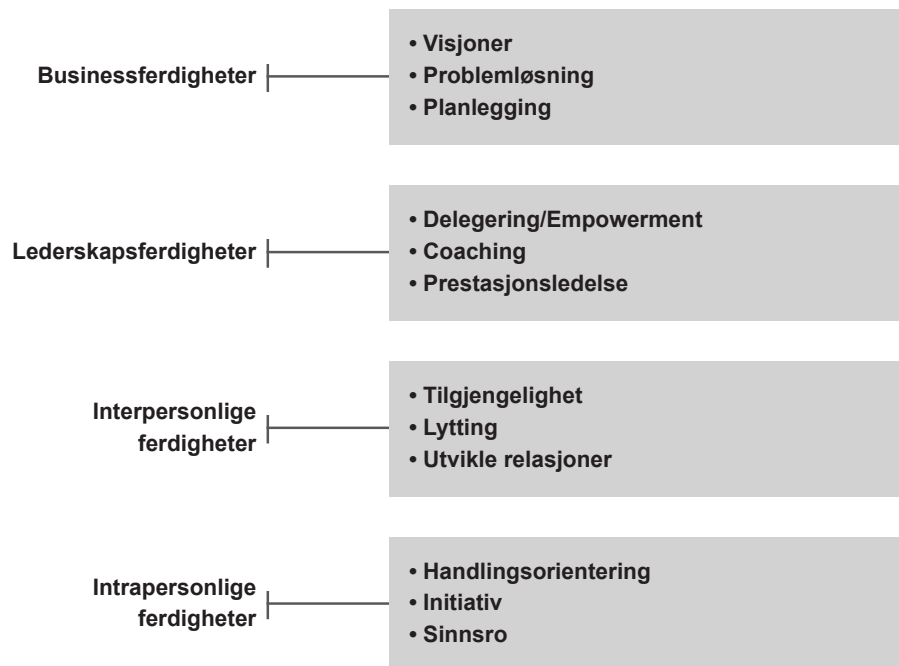 Businessferdigheter
• Visjoner
• Problemløsning
• Planlegging
Lederskapsferdigheter
• Delegering/Empowerment
• Coaching
• Prestasjonsledelse
Interpersonlige
ferdigheter
• Tilgjengelighet
• Lytting
• Utvikle relasjoner
Intrapersonlige
ferdigheter
• Handlingsorientering
• Initiativ
• Sinnsro